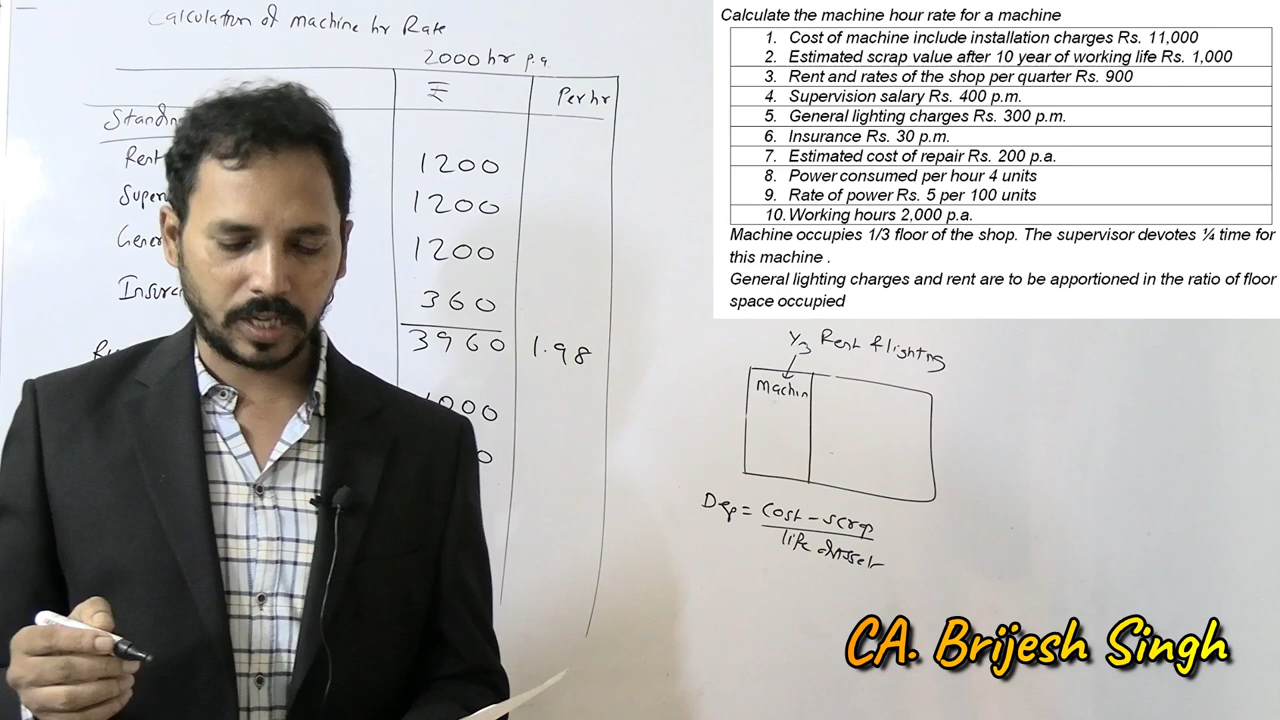 Calculation of machine hr Rate
2000 hr p.a
₹
Per hr
Rent
1200
1200
1200
360
3960
1.98
Calculate the machine hour rate for a machine
1. Cost of machine include installation charges Rs. 11,000
2. Estimated scrap value after 10 year of working life Rs. 1,000
3. Rent and rates of the shop per quarter Rs. 900
4. Supervision salary Rs. 400 p.m.
5. General lighting charges Rs. 300 p.m.
6. Insurance Rs. 30 p.m.
7. Estimated cost of repair Rs. 200 p.a.
8. Power consumed per hour 4 units
9. Rate of power Rs. 5 per 100 units
10. Working hours 2,000 p.a.
Machine occupies 1/3 floor of the shop. The supervisor devotes ¼ time for
this machine .
General lighting charges and rent are to be apportioned in the ratio of floor
space occupied
1/3 Rent & lighting
Machin
Dep = cost - scrap
life of Asset
CA. Brijesh Singh